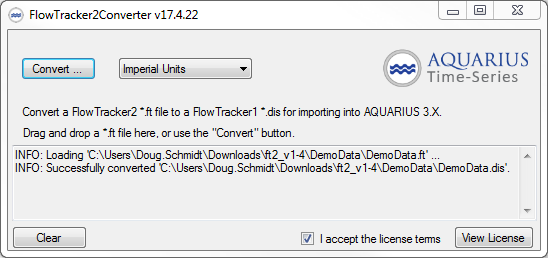 FlowTracker2Converter v17.4.22
Convert ...
Imperial Units
AQUARIUS
Time-Series
Convert a FlowTracker2 *.ft file to a FlowTracker1 *.dis for importing into AQUARIUS 3.X.
Drag and drop a *.ft file here, or use the "Convert" button.
INFO: Loading 'C:\Users\Doug.Schmidt\Downloads\ft2_v1-4\DemoData\DemoData.ft' ...
INFO: Successfully converted 'C:\Users\Doug.Schmidt\Downloads\ft2_v1-4\DemoData\DemoData.dis'.
Clear
I accept the license terms
View License